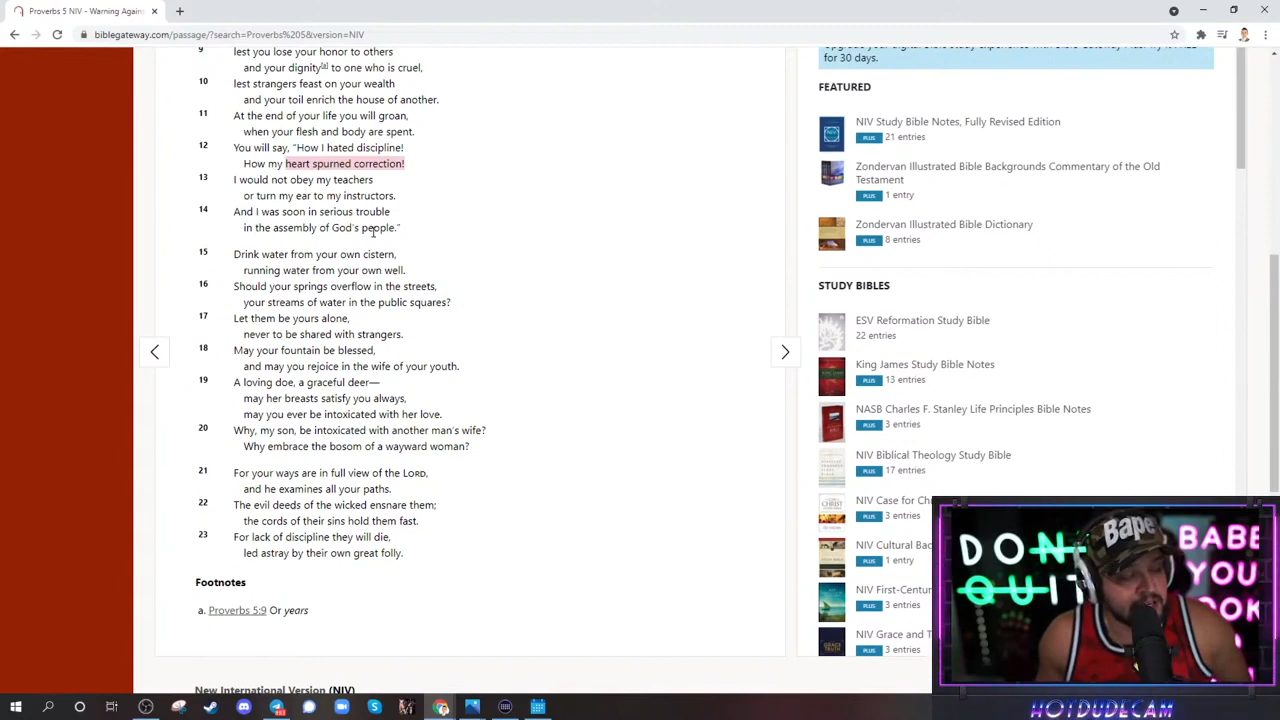 Proverbs 5 NIV - Warning Again
biblegateway.com/passage/?search=Proverbs%205&version=NIV
9 lest you lose your honor to others
and your dignity[a] to one who is cruel,
10 lest strangers feast on your wealth
and your toil enrich the house of another.
11 At the end of your life you will groan,
when your flesh and body are spent.
12 You will say, “How I hated discipline!
How my heart spurned correction!
13 I would not obey my teachers
or turn my ear to my instructors.
14 And I was soon in serious trouble
in the assembly of God’s people.”
15 Drink water from your own cistern,
running water from your own well.
16 Should your springs overflow in the streets,
your streams of water in the public squares?
17 Let them be yours alone,
never to be shared with strangers.
18 May your fountain be blessed,
and may you rejoice in the wife of your youth.
19 A loving doe, a graceful deer—
may her breasts satisfy you always,
may you ever be intoxicated with her love.
20 Why, my son, be intoxicated with another man’s wife?
Why embrace the bosom of a wayward woman?
21 For your ways are in full view of the LORD,
and he examines all your paths.
22 The evil deeds of the wicked ensnare them;
the cords of their sins hold them fast.
23 For lack of discipline they will die,
led astray by their own great folly.
Footnotes
a. Proverbs 5:9 Or years
New International Version (NIV)
for 30 days.
FEATURED
NIV Study Bible Notes, Fully Revised Edition
PLUS 21 entries
Zondervan Illustrated Bible Backgrounds Commentary of the Old
Testament
PLUS 1 entry
Zondervan Illustrated Bible Dictionary
PLUS 8 entries
STUDY BIBLES
ESV Reformation Study Bible
22 entries
King James Study Bible Notes
PLUS 13 entries
NASB Charles F. Stanley Life Principles Bible Notes
PLUS 3 entries
NIV Biblical Theology Study Bible
PLUS 17 entries
NIV Case for Ch
PLUS 3 entries
NIV Cultural Bac
PLUS 1 entry
NIV First-Centur
PLUS 3 entries
NIV Grace and T
PLUS 3 entries
DON'T
QUIT
Bape
BABE
YOU
OOK
HOTDUDECAM